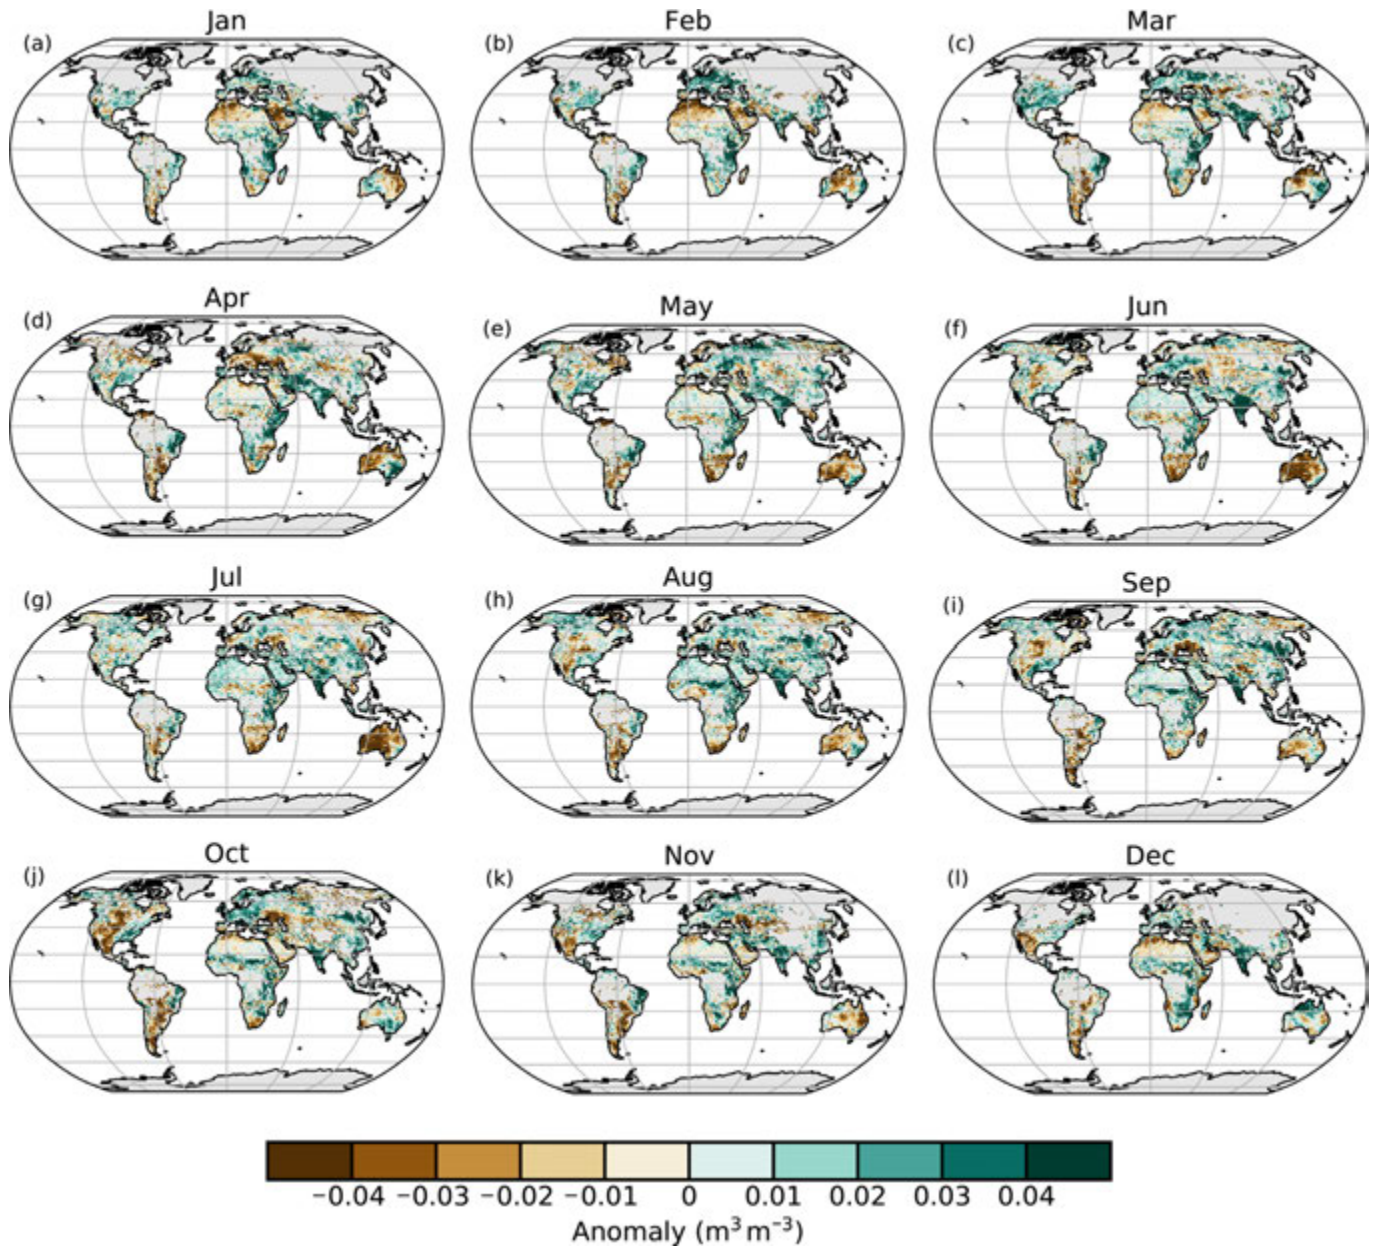 Jan
Feb
Mar
(a)
(b)
(c)
Apr
May
Jun
(d)
(e)
(f)
Jul
Aug
Sep
(g)
(h)
(i)
Oct
Nov
Dec
(j)
(k)
(l)
−0.04 −0.03 −0.02 −0.01 0 0.01 0.02 0.03 0.04
Anomaly (m³ m⁻³)